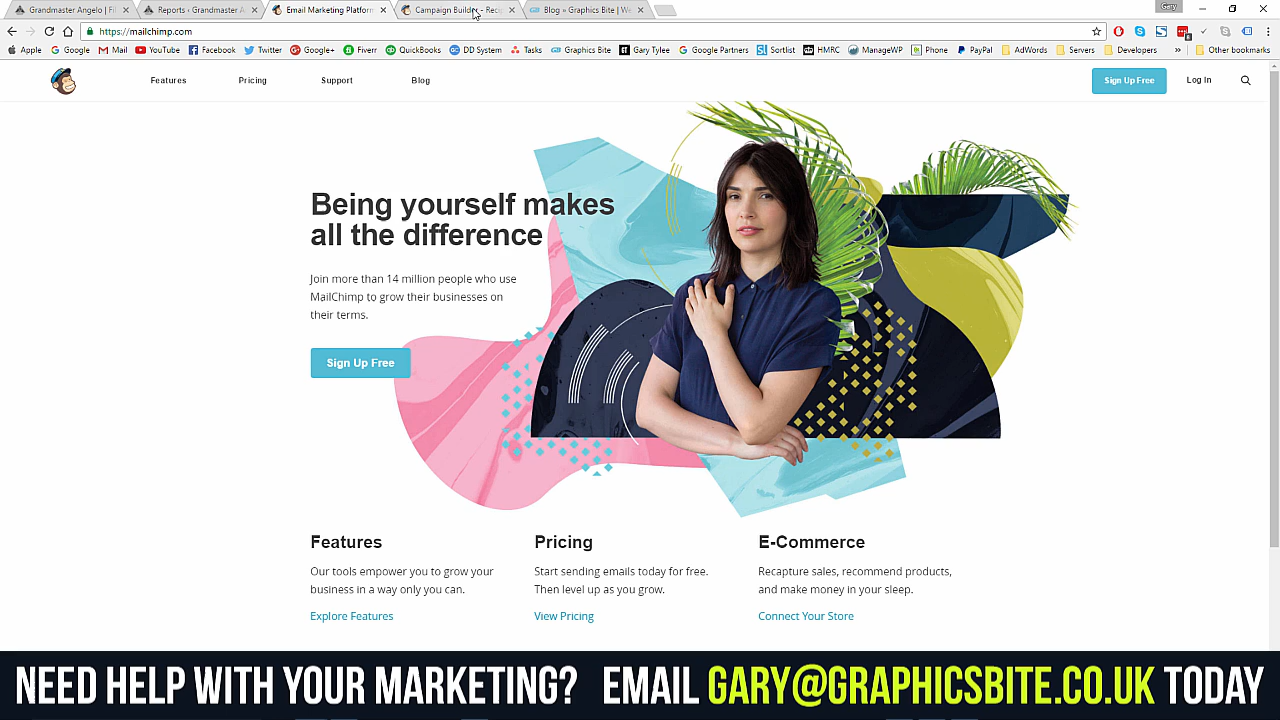 Grandmaster Angelo | Fil
Reports ‹ Grandmaster A
Email Marketing Platform
Campaign Builder - Recip
Blog « Graphics Bite | We
Gary
https://mailchimp.com
Apple
Google
Mail
YouTube
Facebook
Twitter
Google+
Fiverr
QuickBooks
DD System
Tasks
Graphics Bite
Gary Tylee
Google Partners
Sortlist
HMRC
ManageWP
Phone
PayPal
AdWords
Servers
Developers
»
Other bookmarks
Features
Pricing
Support
Blog
Sign Up Free
Log In
Being yourself makes
all the difference
Join more than 14 million people who use
MailChimp to grow their businesses on
their terms.
Sign Up Free
Features
Our tools empower you to grow your
business in a way only you can.
Explore Features
Pricing
Start sending emails today for free.
Then level up as you grow.
View Pricing
E-Commerce
Recapture sales, recommend products,
and make money in your sleep.
Connect Your Store
NEED HELP WITH YOUR MARKETING? EMAIL GARY@GRAPHICSBITE.CO.UK TODAY